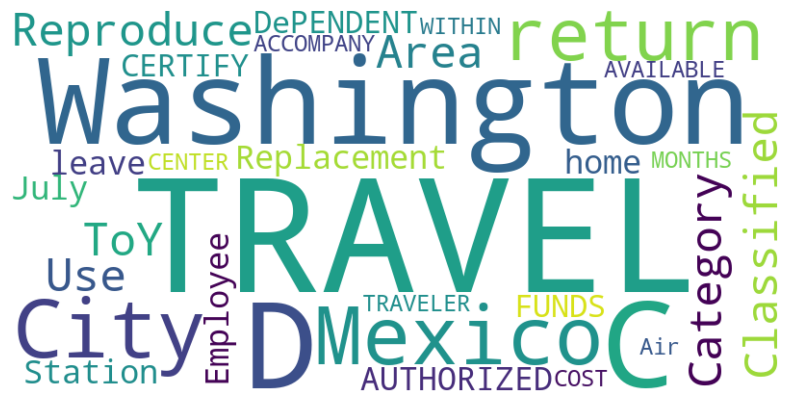 Reproduce DePENDENT WITHIN return
ACCOMPANY Area
CERTIFY AVAILABLE
Washington
leave CENTER Replacement home MONTHS
July TRAVEL
ToY
Use
Employee
Category
Classified
City D Mexico C
TRAVELER FUNDS
Air
Station AUTHORIZED COST